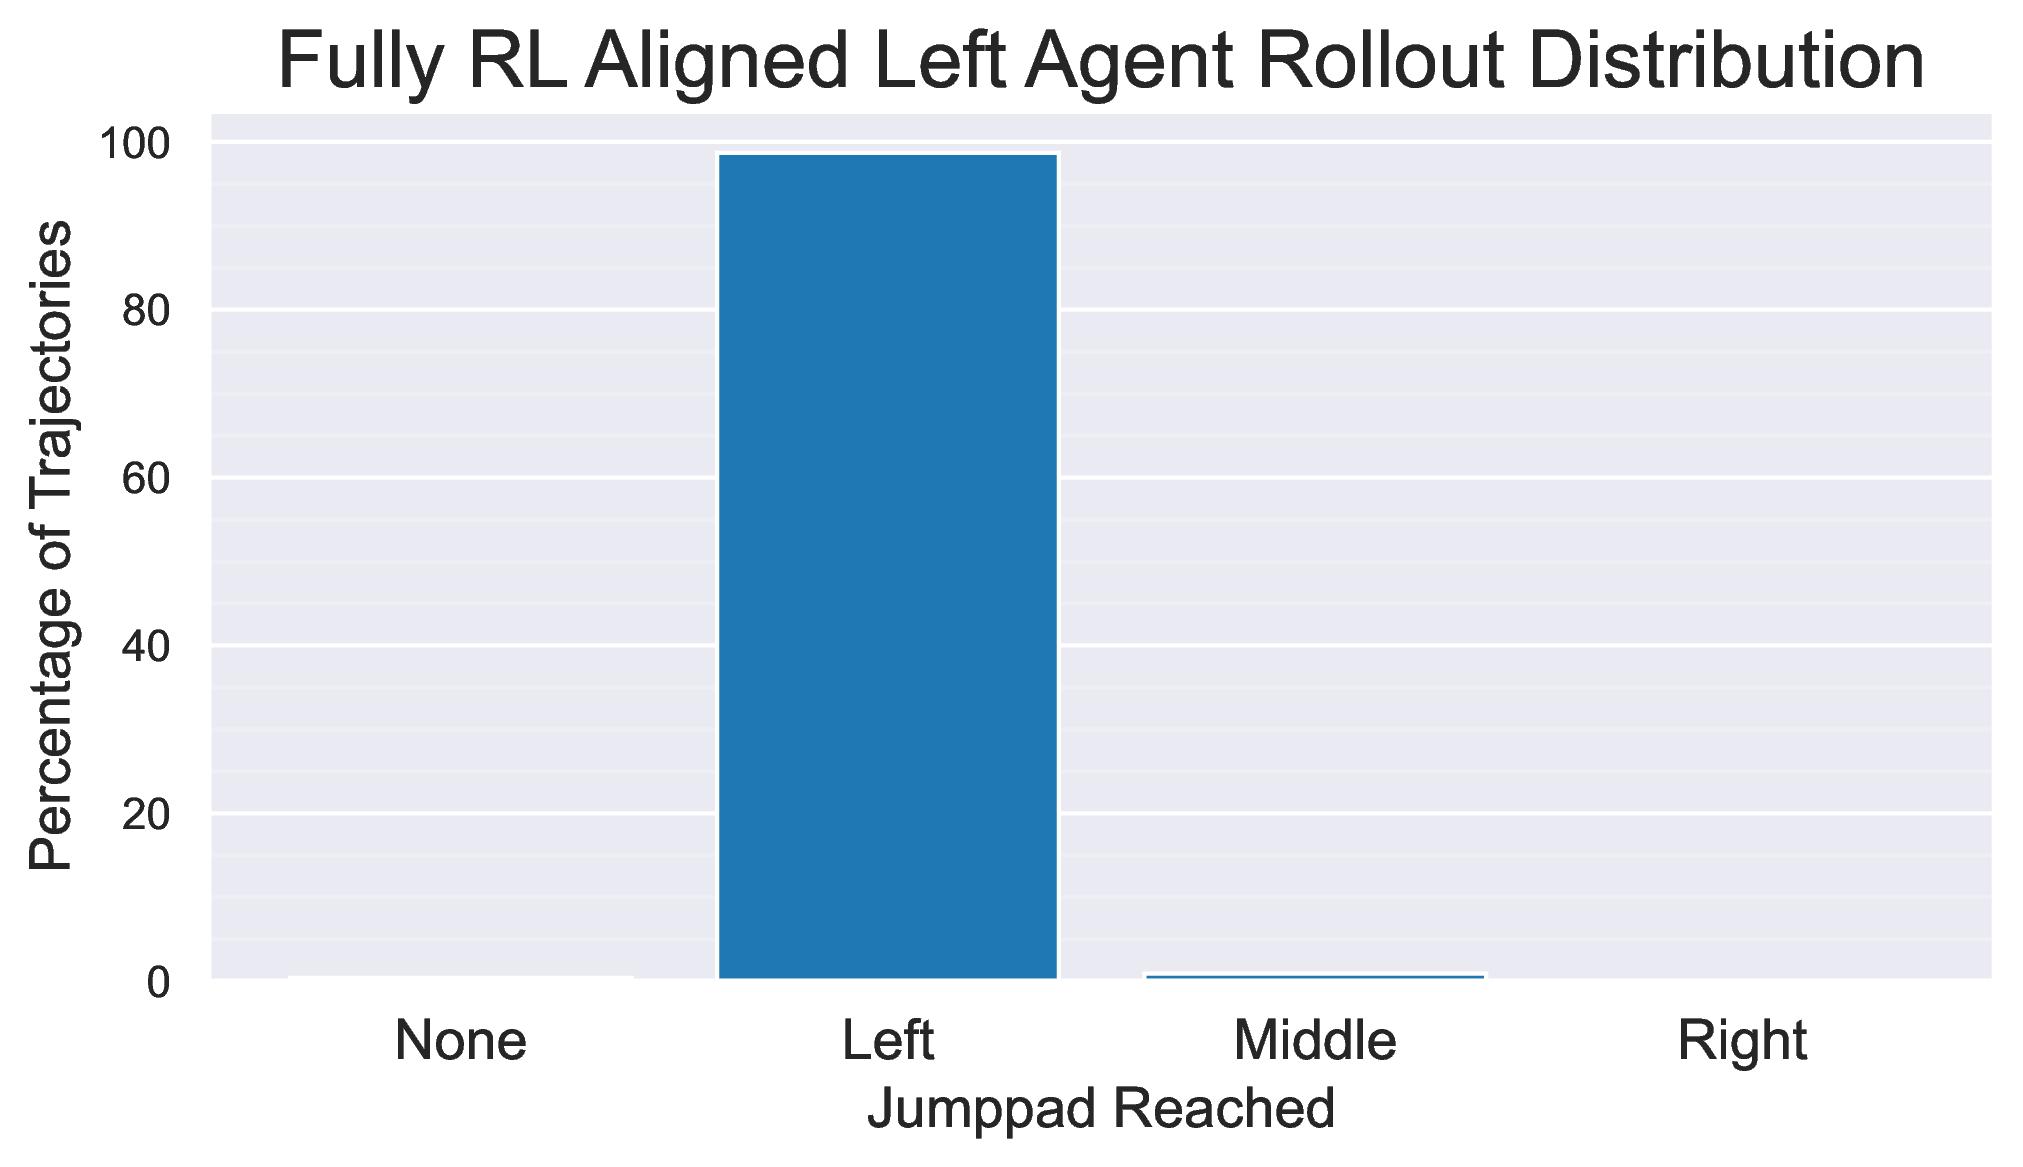 Fully RL Aligned Left Agent Rollout Distribution
Percentage of Trajectories
100
80
60
40
20
0
None Left Middle Right
Jumppad Reached